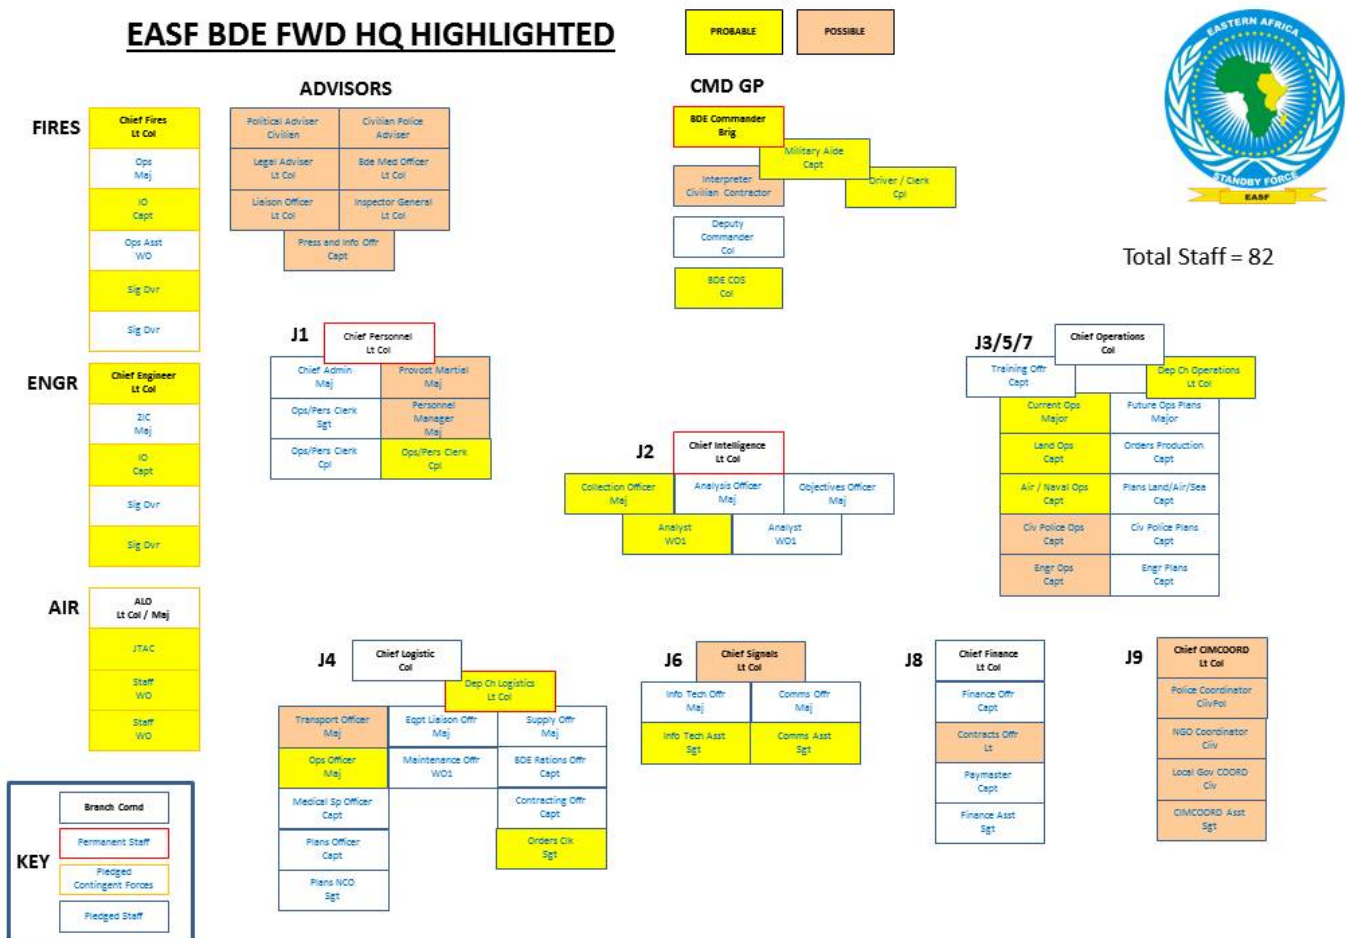 EASF BDE FWD HQ HIGHLIGHTED
PROBABLE
POSSIBLE
EASTERN AFRICA
STANDBY FORCE
EASF
Total Staff = 82
FIRES
Chief Fires
Lt Col
Ops
Maj
IO
Capt
Ops Asst
WO
Sig Dvr
Sig Dvr
ENGR
Chief Engineer
Lt Col
2IC
Maj
IO
Capt
Sig Dvr
Sig Dvr
AIR
ALO
Lt Col / Maj
JTAC
Staff
WO
Staff
WO
ADVISORS
Political Adviser
Civilian
Civilian Police
Adviser
Legal Adviser
Lt Col
Bde Med Officer
Lt Col
Liaison Officer
Lt Col
Inspector General
Lt Col
Press and Info Offr
Capt
CMD GP
BDE Commander
Brig
Military Aide
Capt
Driver / Clerk
Cpl
Interpreter
Civilian Contractor
Deputy
Commander
Col
BDE COS
Col
J1
Chief Personnel
Lt Col
Chief Admin
Maj
Provost Martial
Maj
Ops/Pers Clerk
Sgt
Personnel
Manager
Maj
Ops/Pers Clerk
Cpl
Ops/Pers Clerk
Cpl
J2
Chief Intelligence
Lt Col
Collection Officer
Maj
Analysis Officer
Maj
Objectives Officer
Maj
Analyst
WO1
Analyst
WO1
J3/5/7
Chief Operations
Col
Training Offr
Capt
Dep Ch Operations
Lt Col
Current Ops
Major
Future Ops Plans
Major
Land Ops
Capt
Orders Production
Capt
Air / Naval Ops
Capt
Plans Land/Air/Sea
Capt
Civ Police Ops
Capt
Civ Police Plans
Capt
Engr Ops
Capt
Engr Plans
Capt
J4
Chief Logistic
Col
Dep Ch Logistics
Lt Col
Transport Officer
Maj
Eqpt Liaison Offr
Maj
Supply Offr
Maj
Ops Officer
Maj
Maintenance Offr
WO1
BDE Rations Offr
Capt
Medical Sp Officer
Capt
Contracting Offr
Capt
Plans Officer
Capt
Orders Clk
Sgt
Plans NCO
Sgt
J6
Chief Signals
Lt Col
Info Tech Offr
Maj
Comms Offr
Maj
Info Tech Asst
Sgt
Comms Asst
Sgt
J8
Chief Finance
Lt Col
Finance Offr
Capt
Contracts Offr
Lt
Paymaster
Capt
Finance Asst
Sgt
J9
Chief CIMCOORD
Lt Col
Police Coordinator
CiivPol
NGO Coordinator
Ciiv
Local Gov COORD
Civ
CIMCOORD Asst
Sgt
KEY
Branch Comd
Permanent Staff
Pledged
Contingent Forces
Pledged Staff